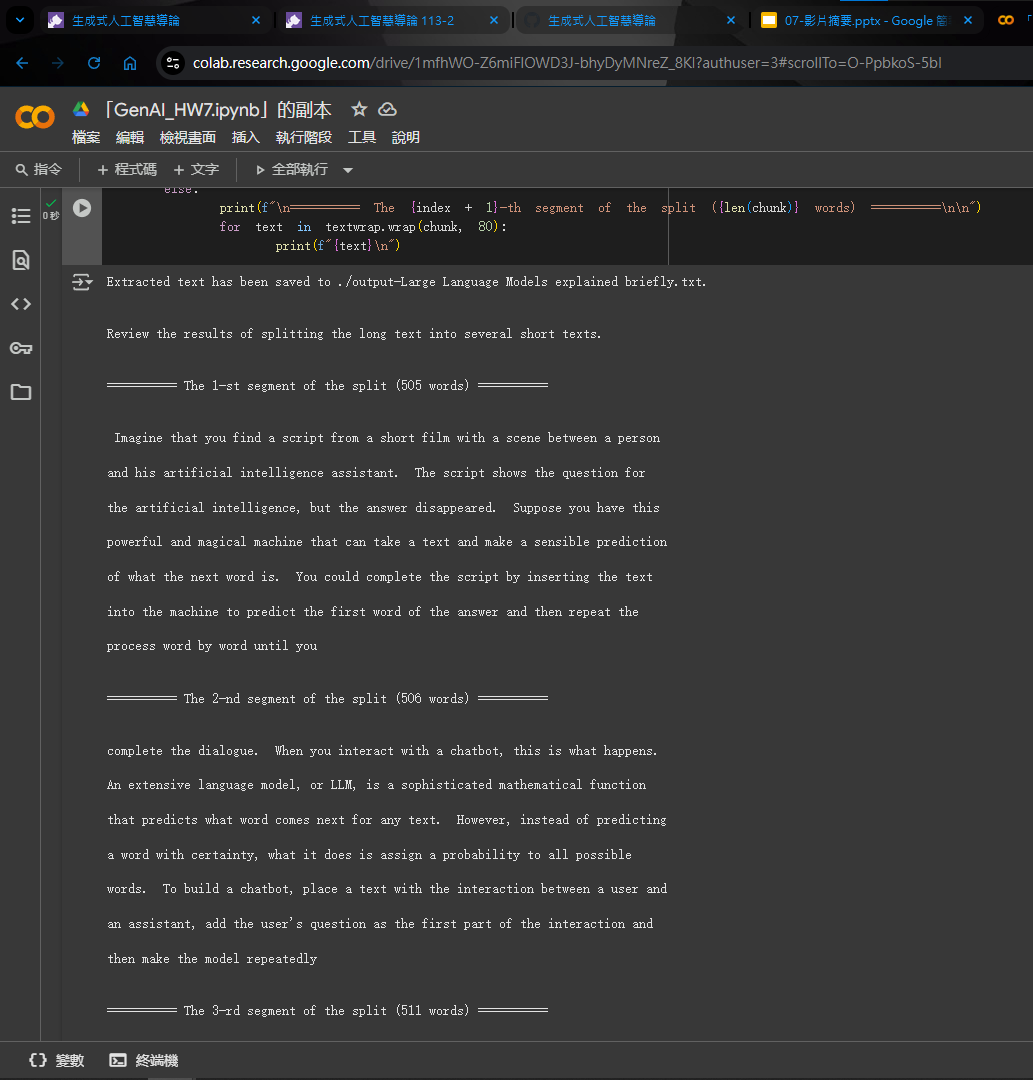 生成式人工智慧導論
生成式人工智慧導論 113-2
生成式人工智慧導論
07-影片摘要.pptx - Google
colab.research.google.com/drive/1mfhWO-Z6miFlOWD3J-bhyDyMNreZ_8Kl?authuser=3#scrollTo=O-PpbkoS-5bI
「GenAI_HW7.ipynb」的副本
檔案 編輯 檢視畫面 插入 執行階段 工具 說明
指令 + 程式碼 + 文字 全部執行
0 秒
else:
print(f"\n========== The {index + 1}-th segment of the split ({len(chunk)} words) ==========\n\n")
for text in textwrap.wrap(chunk, 80):
print(f"{text}\n")
Extracted text has been saved to ./output-Large Language Models explained briefly.txt.
Review the results of splitting the long text into several short texts.
========== The 1-st segment of the split (505 words) ==========
Imagine that you find a script from a short film with a scene between a person
and his artificial intelligence assistant. The script shows the question for
the artificial intelligence, but the answer disappeared. Suppose you have this
powerful and magical machine that can take a text and make a sensible prediction
of what the next word is. You could complete the script by inserting the text
into the machine to predict the first word of the answer and then repeat the
process word by word until you
========== The 2-nd segment of the split (506 words) ==========
complete the dialogue. When you interact with a chatbot, this is what happens.
An extensive language model, or LLM, is a sophisticated mathematical function
that predicts what word comes next for any text. However, instead of predicting
a word with certainty, what it does is assign a probability to all possible
words. To build a chatbot, place a text with the interaction between a user and
an assistant, add the user's question as the first part of the interaction and
then make the model repeatedly
========== The 3-rd segment of the split (511 words) ==========
變數 終端機